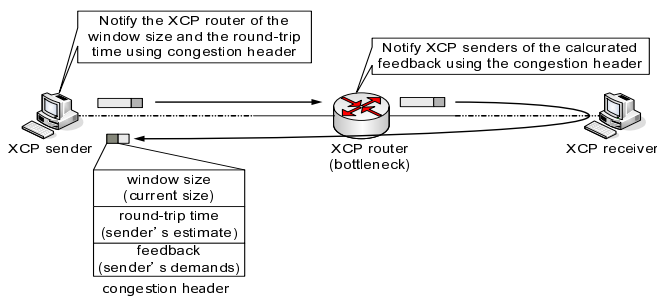 Notify the XCP router of the
window size and the round-trip
time using congestion header
Notify XCP senders of the calcurated
feedback using the congestion header
XCP sender
XCP router
(bottleneck)
XCP receiver
window size
(current size)
round-trip time
(sender's estimate)
feedback
(sender's demands)
congestion header